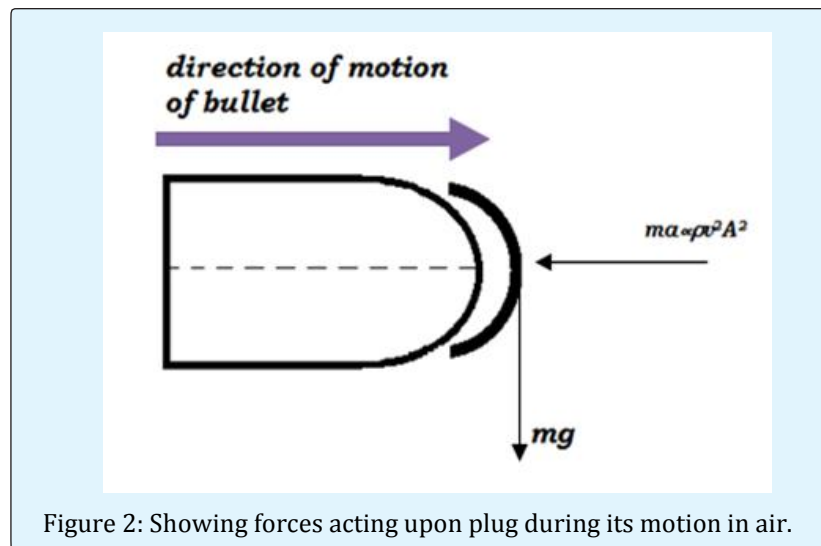 direction of motion
of bullet
ma∝ρv²A²
mg
Figure 2: Showing forces acting upon plug during its motion in air.